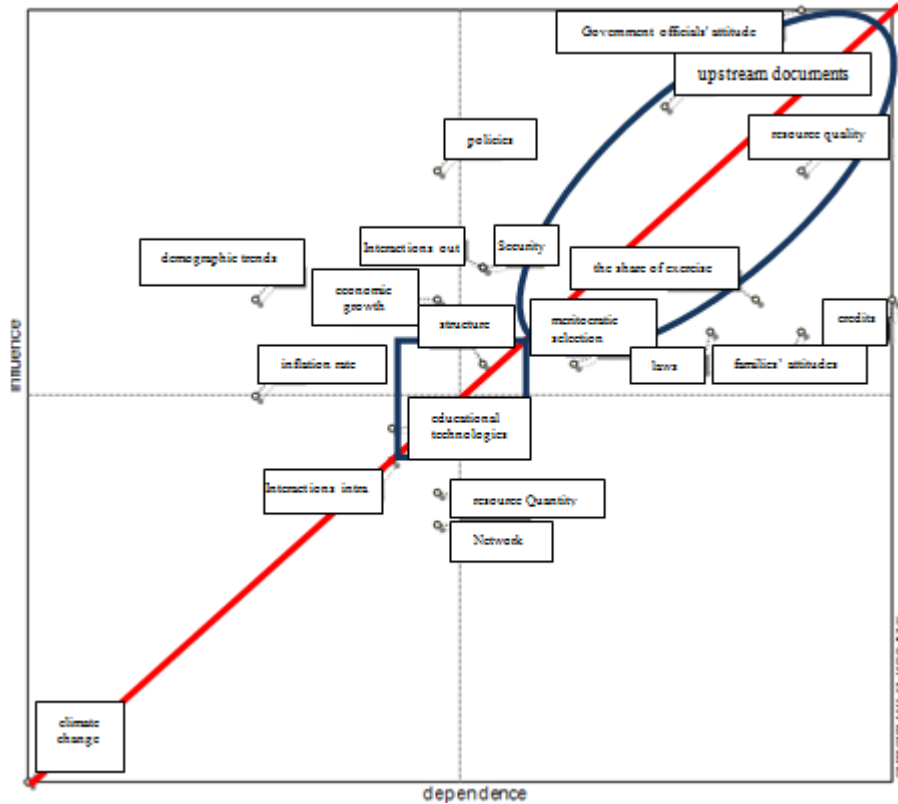 Government officials' attitude
upstream documents
policies
resource quality
Interactions out
Security
demographic trends
the share of exercise
economic
growth
structure
meritocratic
selection
credits
inflation rate
laws
families' attitudes
influence
educational
technologies
Interactions intra
resource Quantity
Network
climate
change
dependence